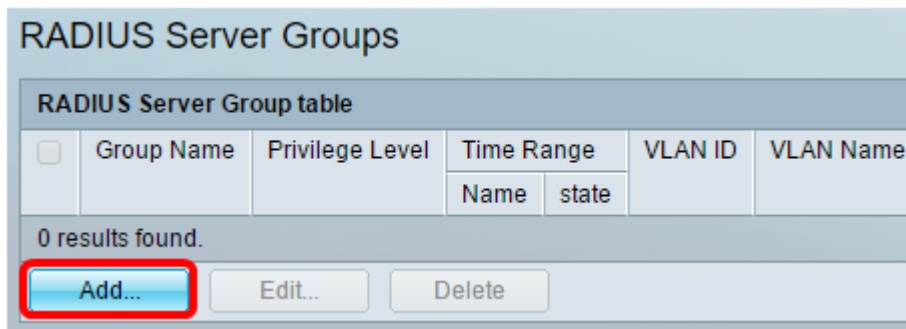 RADIUS Server Groups
RADIUS Server Group table
Group Name Privilege Level Time Range VLAN ID VLAN Name
Name state
0 results found.
Add... Edit... Delete